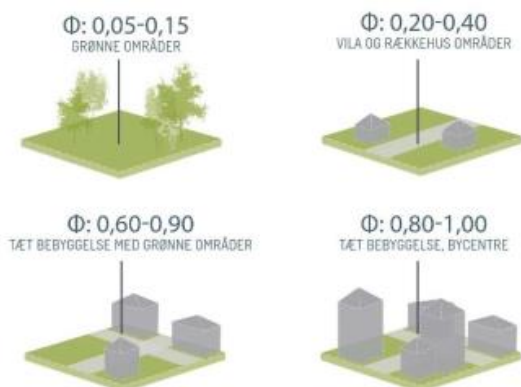 Φ: 0,05-0,15
GRØNNE OMRÅDER
Φ: 0,20-0,40
VILA OG RÆKKEHUS OMRÅDER
Φ: 0,60-0,90
TÆT BEBYGGELSE MED GRØNNE OMRÅDER
Φ: 0,80-1,00
TÆT BEBYGGELSE, BYCENTRE